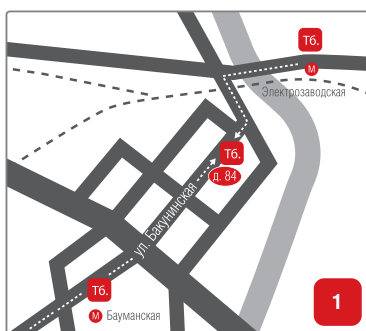 Тб.
М
Электрозаводская
Тб.
д. 84
ул. Бакунинская
Тб.
М Бауманская
1